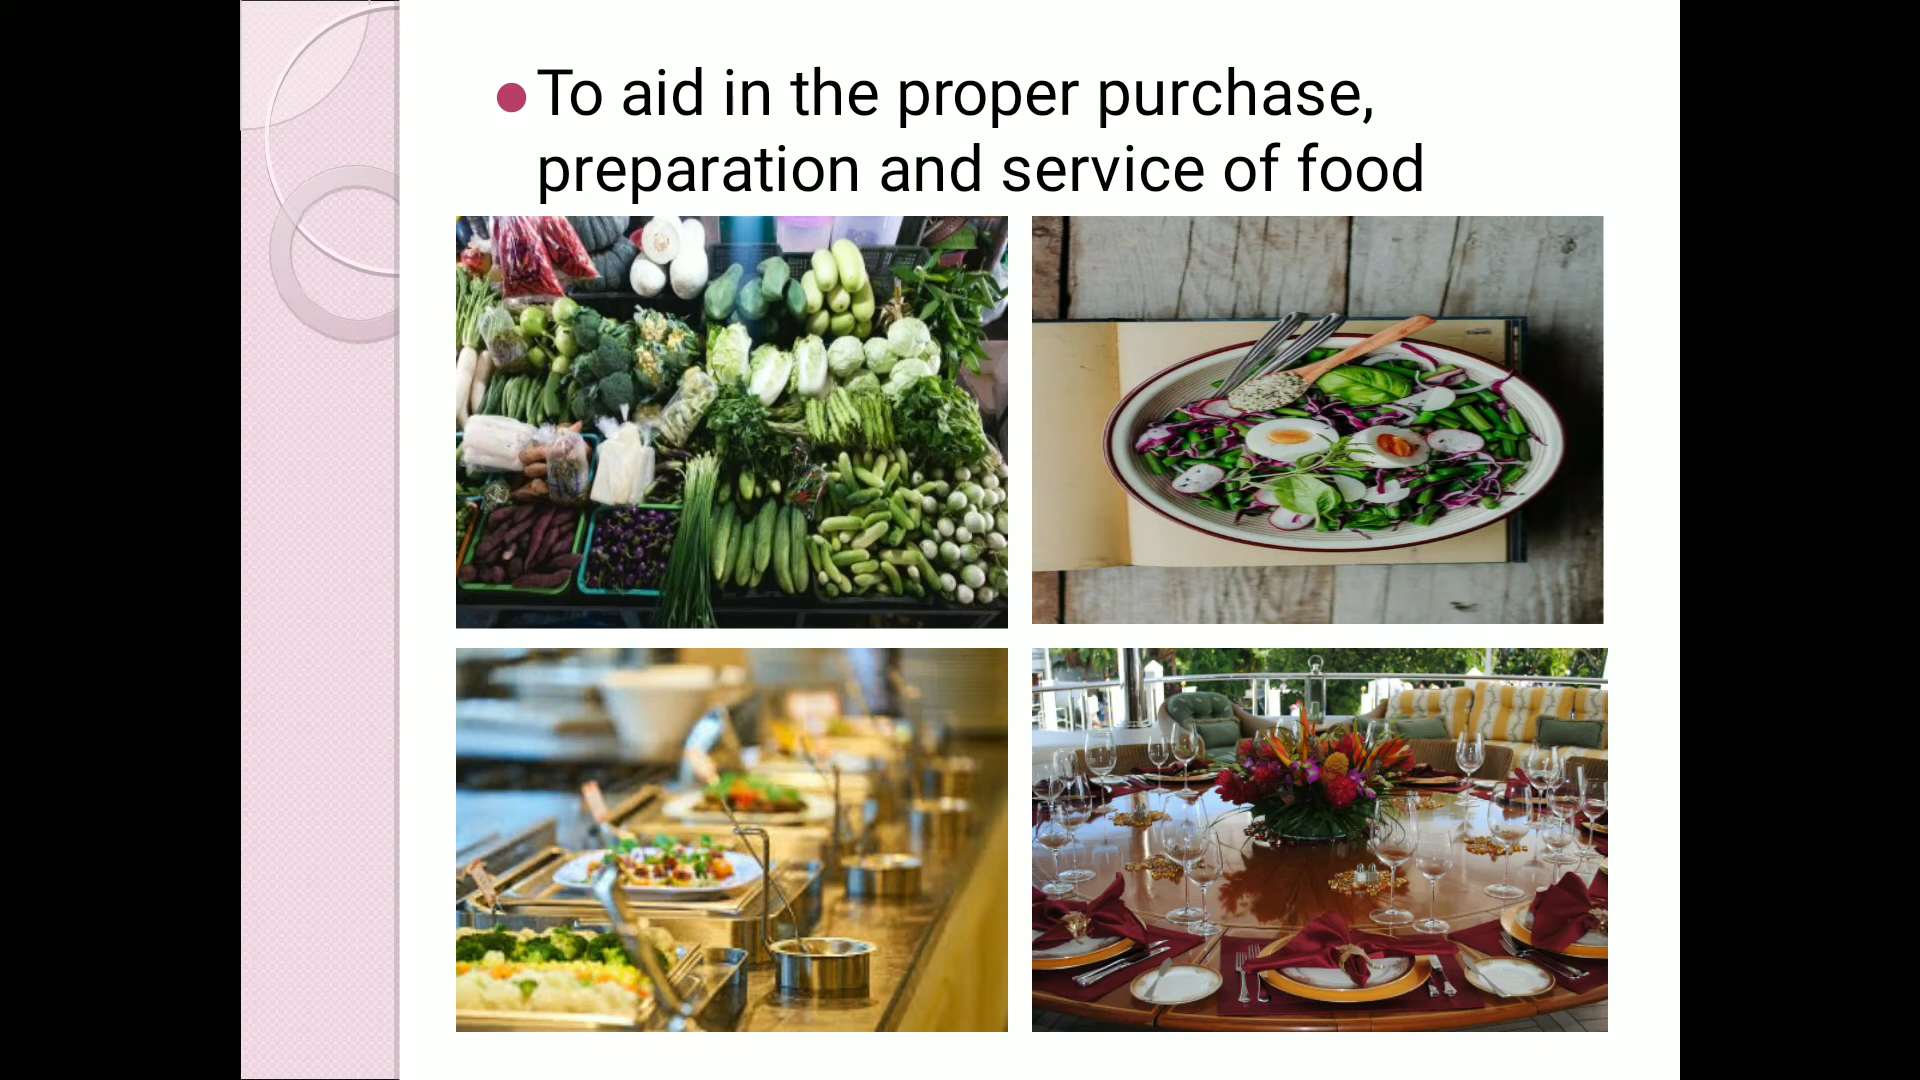 To aid in the proper purchase,
preparation and service of food